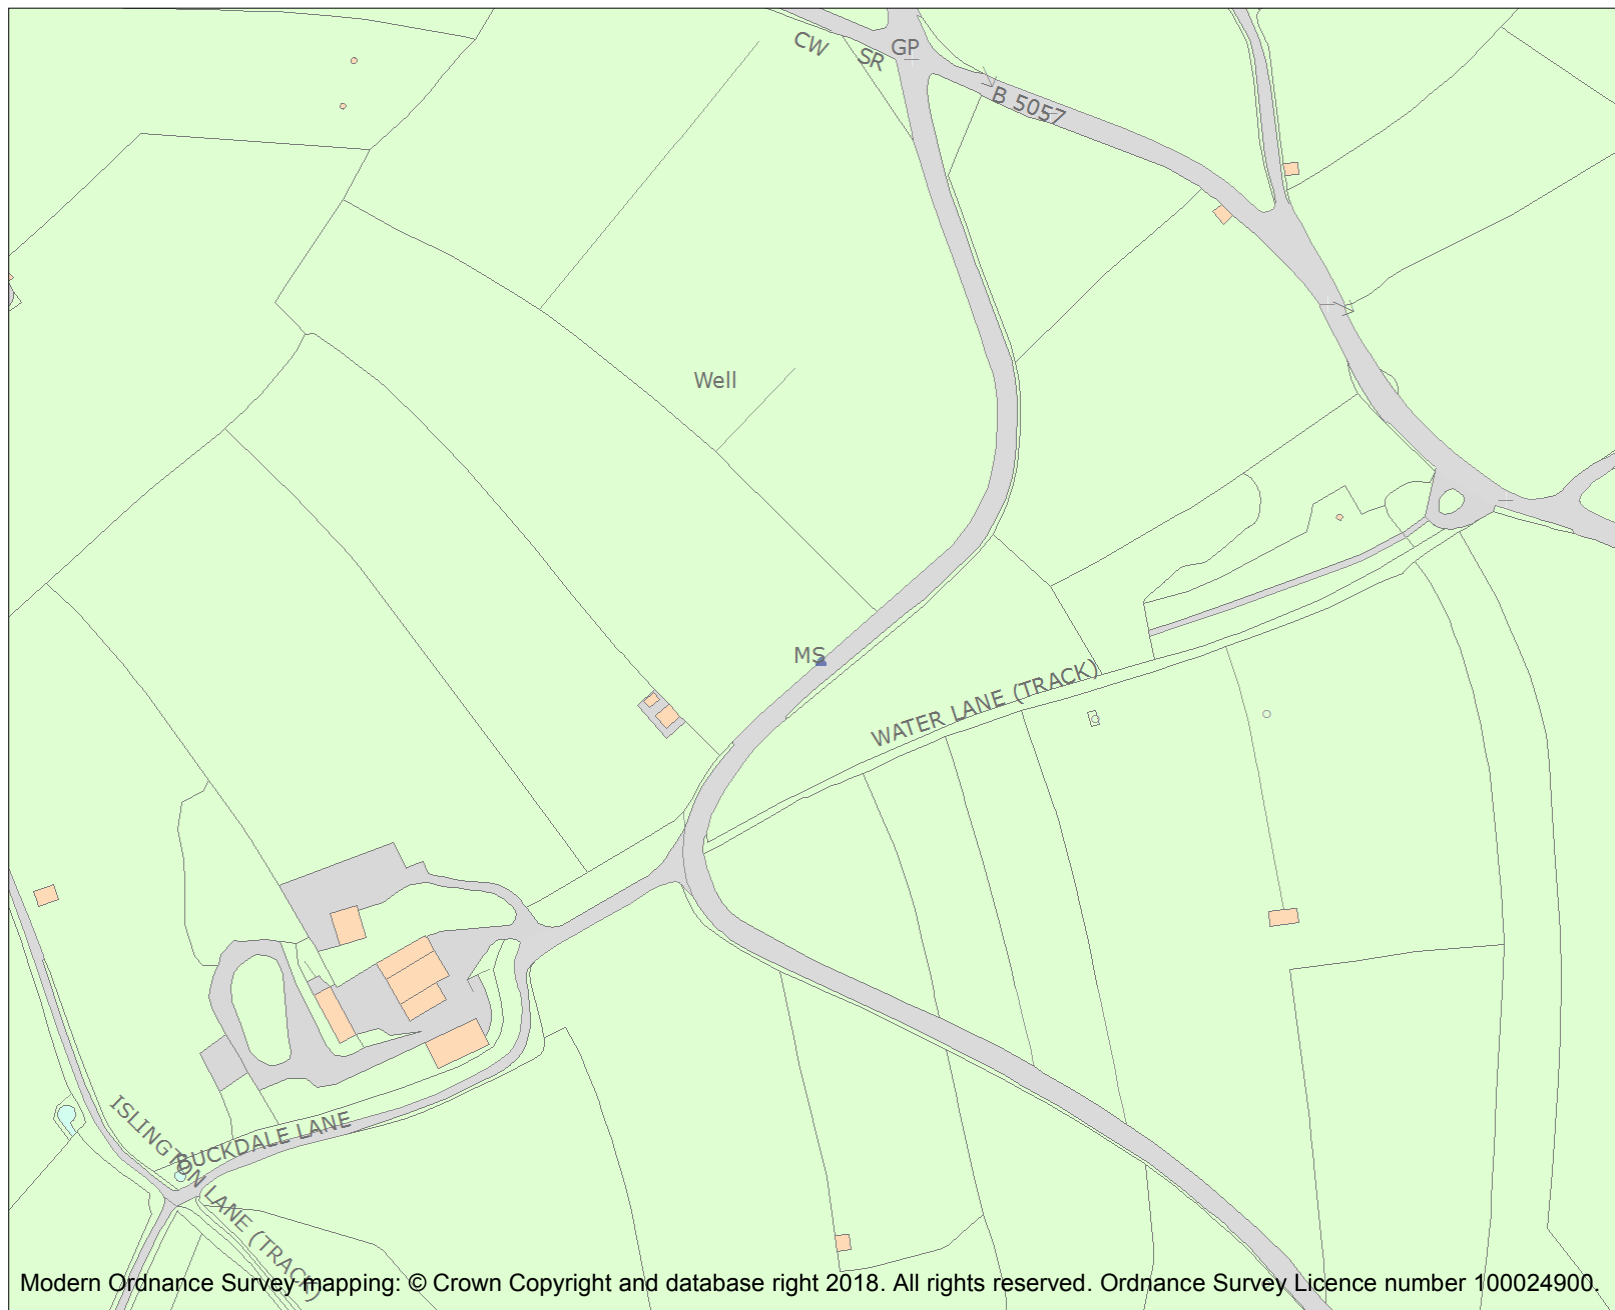 CW
SR
GP
B 5057
Well
MS
WATER LANE (TRACK)
BUCKDALE LANE
ISLINGTON LANE (TRACK)
Modern Ordnance Survey mapping: © Crown Copyright and database right 2018. All rights reserved. Ordnance Survey Licence number 100024900.